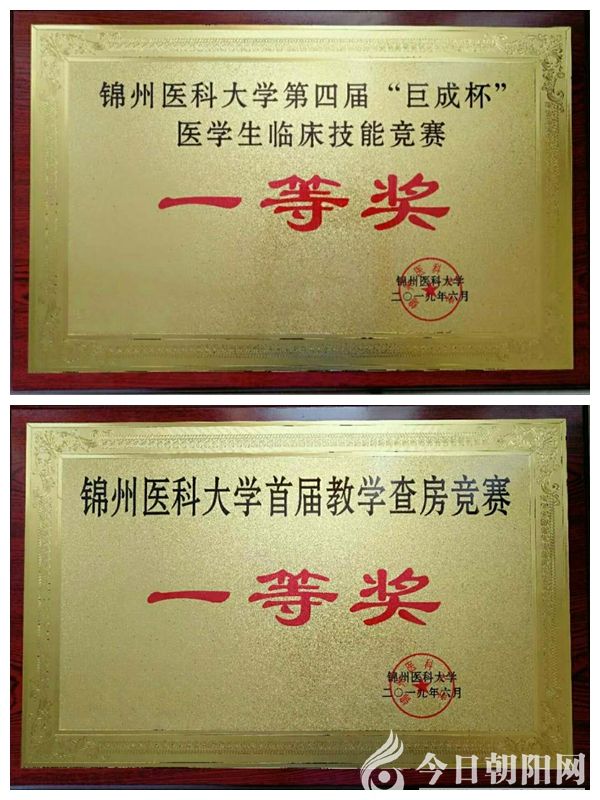 锦州医科大学第四届“巨成杯”
医学生临床技能竞赛
一等奖
锦州医科大学
二〇一九年六月
锦州医科大学首届教学查房竞赛
一等奖
锦州医科大学
二〇一九年六月
今日朝阳网